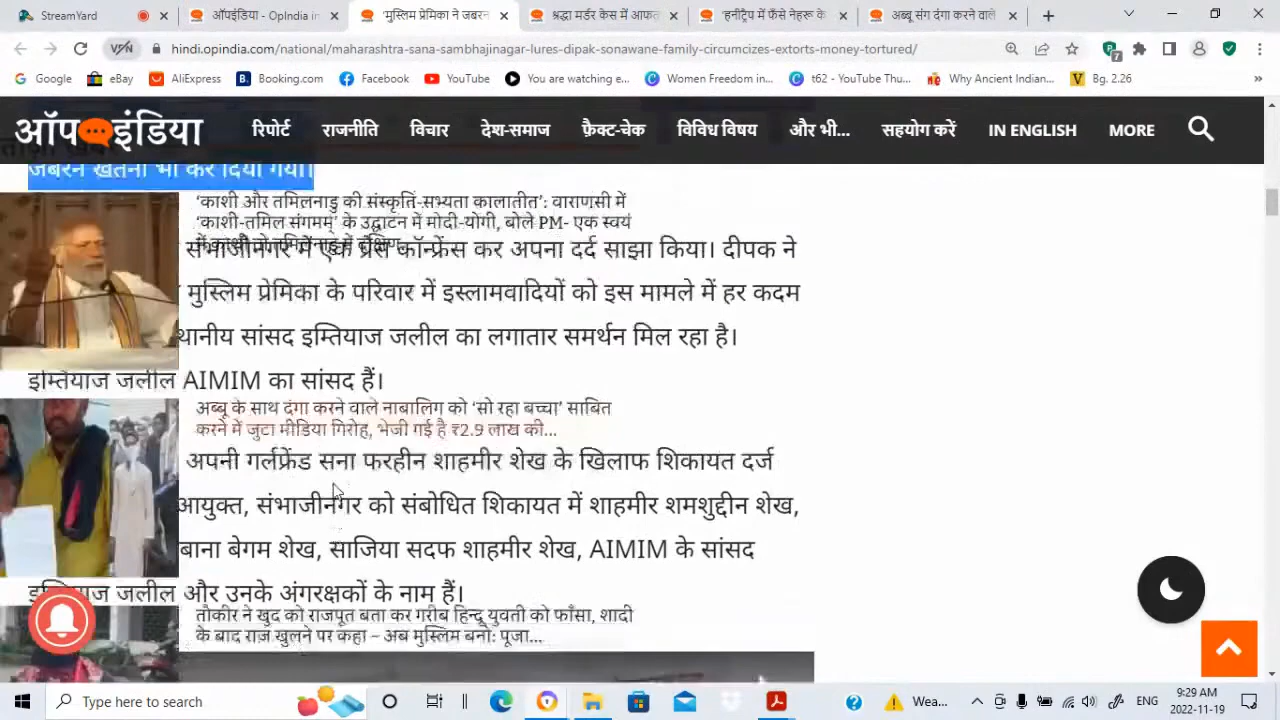 StreamYard
ऑपइंडिया - OpIndia in
'मुस्लिम प्रेमिका ने जबरन
श्रद्धा मर्डर केस में आफत
'हनीट्रैप में फँसे नेहरू' के
अब्बू संग दंगा करने वाले
VPN hindi.opindia.com/national/maharashtra-sana-sambhajinagar-lures-dipak-sonawane-family-circumcizes-extorts-money-tortured/
7
Google eBay AliExpress Booking.com Facebook YouTube You are watching e... Women Freedom in... t62 - YouTube Thu... Why Ancient Indian... Bg. 2.26
ऑपइंडिया रिपोर्ट राजनीति विचार देश-समाज फ़ैक्ट-चेक विविध विषय और भी... सहयोग करें IN ENGLISH MORE
जबरन खतना भी कर दिया गया।
'काशी और तमिलनाडु की संस्कृति-सभ्यता कालातीत': वाराणसी में
'काशी-तमिल संगमम्' के उद्घाटन में मोदी-योगी, बोले PM- एक स्वयं
में काशी तो तमिलनाडु में दक्षिण
संभाजीनगर में एक प्रेस कॉन्फ्रेंस कर अपना दर्द साझा किया। दीपक ने
मुस्लिम प्रेमिका के परिवार में इस्लामवादियों को इस मामले में हर कदम
थानीय सांसद इम्तियाज जलील का लगातार समर्थन मिल रहा है।
इम्तियाज जलील AIMIM का सांसद हैं।
अब्बू के साथ दंगा करने वाले नाबालिग को 'सो रहा बच्चा' साबित
करने में जुटा मीडिया गिरोह, भेजी गई है ₹2.9 लाख की...
अपनी गर्लफ्रेंड सना फरहीन शाहमीर शेख के खिलाफ शिकायत दर्ज
आयुक्त, संभाजीनगर को संबोधित शिकायत में शाहमीर शमशुद्दीन शेख,
बाना बेगम शेख, साजिया सदफ शाहमीर शेख, AIMIM के सांसद
इम्तियाज जलील और उनके अंगरक्षकों के नाम हैं।
तौकीर ने खुद को राजपूत बता कर गरीब हिन्दू युवती को फाँसा, शादी
के बाद राज़ खुलने पर कहा – अब मुस्लिम बनो: पूजा...
Type here to search
Wea...
ENG
9:29 AM
2022-11-19